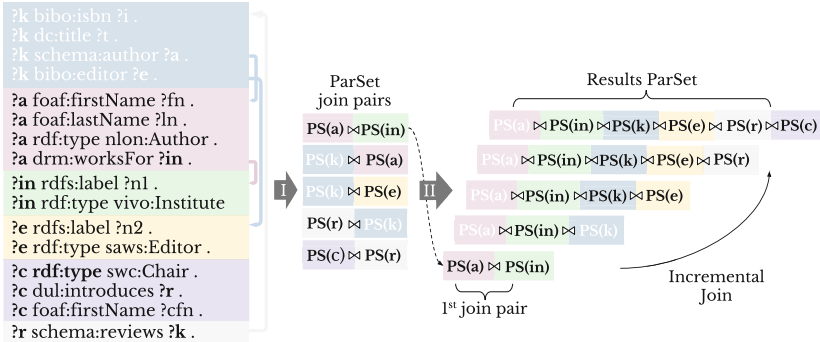 ?k bibo:isbn ?i .
?k dc:title ?t .
?k schema:author ?a .
?k bibo:editor ?e .
?a foaf:firstName ?fn .
?a foaf:lastName ?ln .
?a rdf:type nlon:Author .
?a drm:worksFor ?in .
?in rdfs:label ?n1 .
?in rdf:type vivo:Institute
?e rdfs:label ?n2 .
?e rdf:type saws:Editor .
?c rdf:type swc:Chair .
?c dul:introduces ?r .
?c foaf:firstName ?cfn .
?r schema:reviews ?k .
I
ParSet
join pairs
PS(a) ⋈ PS(in)
PS(k) ⋈ PS(a)
PS(k) ⋈ PS(e)
PS(r) ⋈ PS(k)
PS(c) ⋈ PS(r)
II
Results ParSet
PS(a) ⋈ PS(in) ⋈ PS(k) ⋈ PS(e) ⋈ PS(r) ⋈ PS(c)
PS(a) ⋈ PS(in) ⋈ PS(k) ⋈ PS(e) ⋈ PS(r)
PS(a) ⋈ PS(in) ⋈ PS(k) ⋈ PS(e)
PS(a) ⋈ PS(in) ⋈ PS(k)
PS(a) ⋈ PS(in)
1st join pair
Incremental
Join